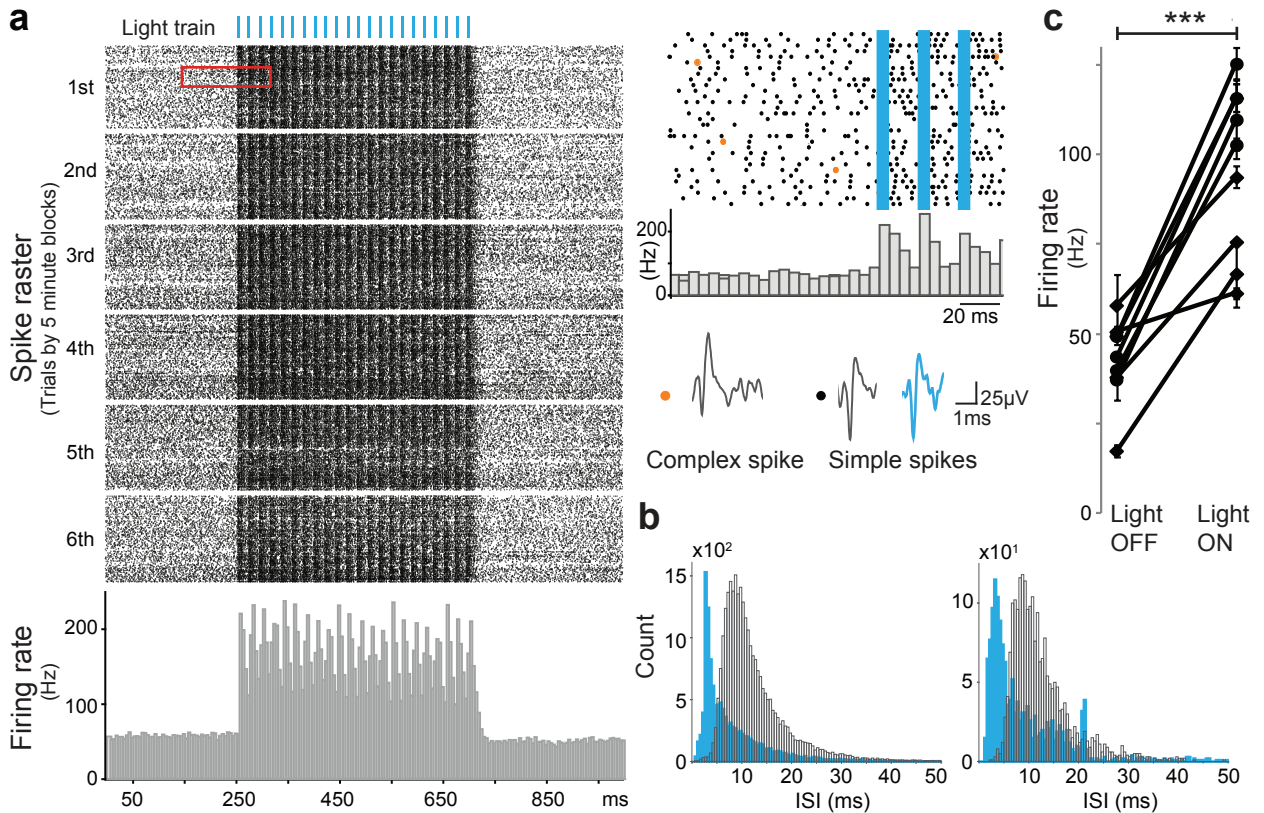 a
Light train
1st
2nd
3rd
4th
5th
6th
Spike raster
(Trials by 5 minute blocks)
Firing rate
(Hz)
200
100
0
50
250
450
650
850
ms
200
0
(Hz)
20 ms
25µV
1ms
Complex spike
Simple spikes
b
x10²
15
10
5
0
Count
10
20
30
40
50
ISI (ms)
x10¹
10
5
0
10
20
30
40
50
ISI (ms)
c
***
Firing rate
(Hz)
100
50
0
Light
OFF
Light
ON